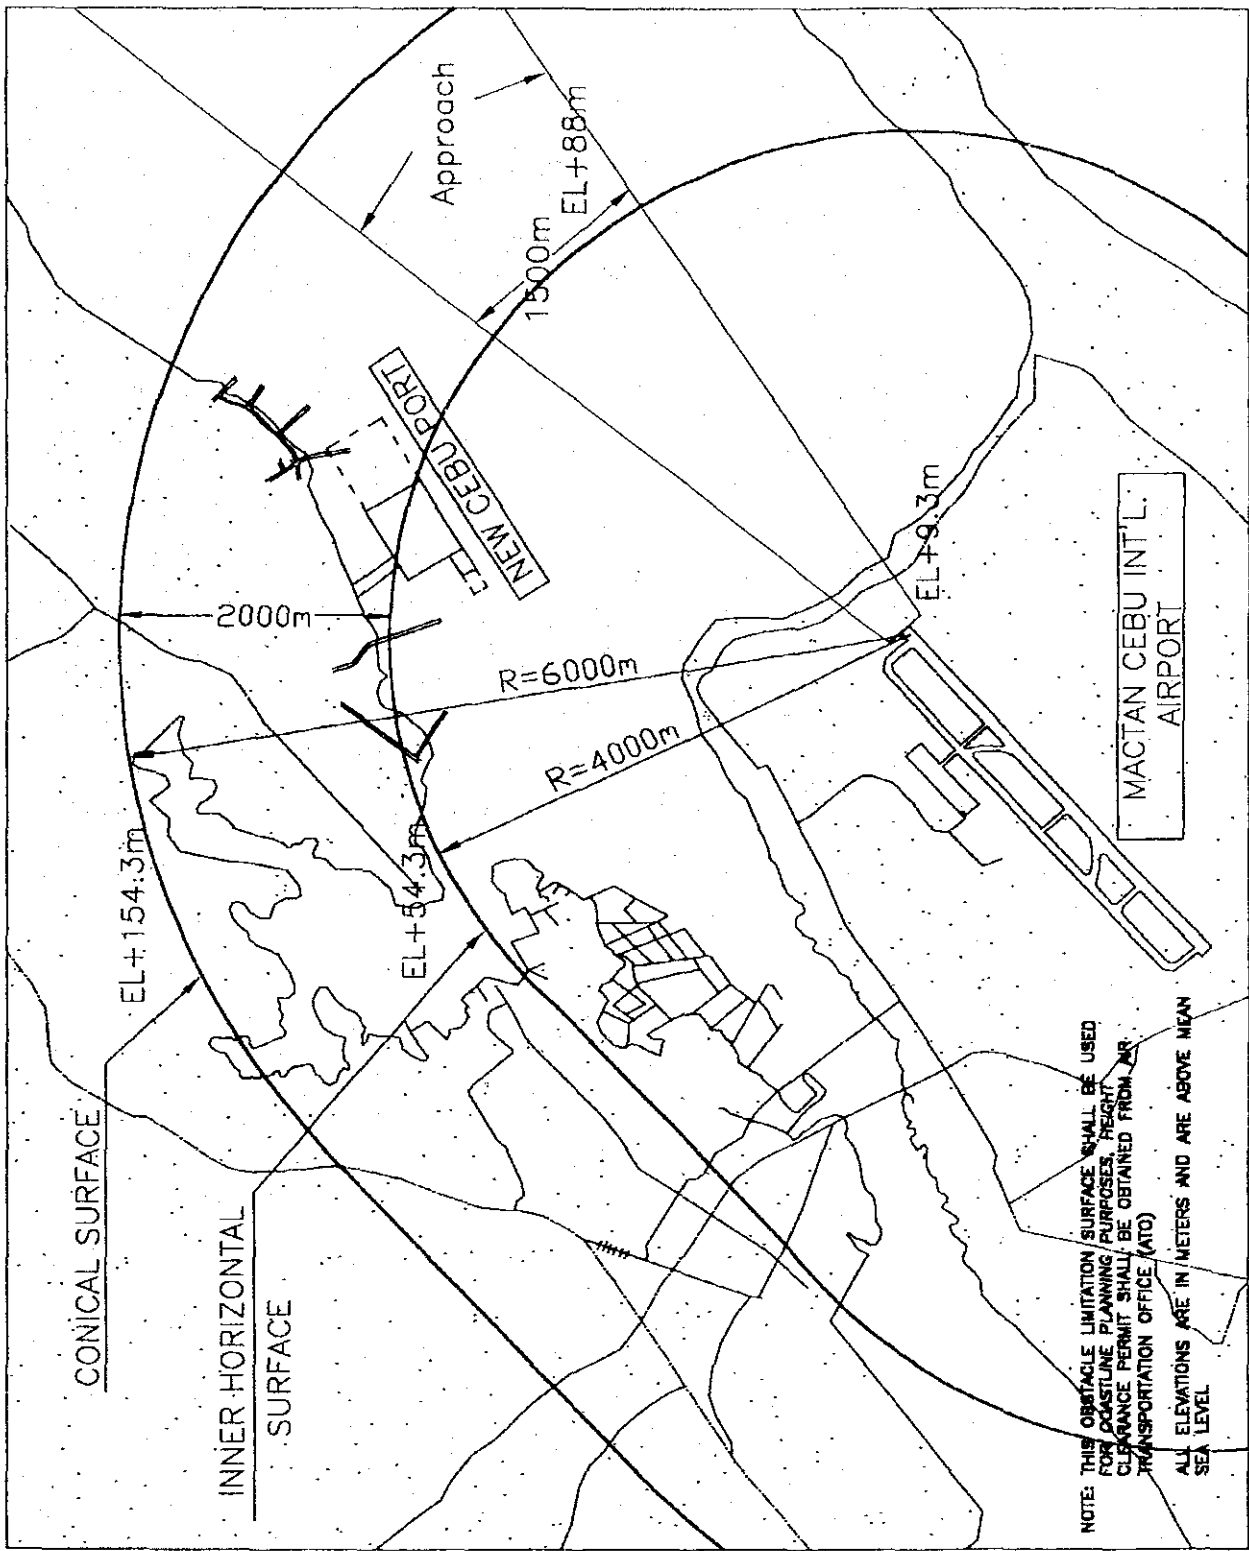 CONICAL SURFACE
INNER HORIZONTAL
SURFACE
EL+154.3m
EL+54.3m
2000m
R=6000m
R=4000m
NEW CEBU PORT
Approach
1500m
EL+88m
EL+9.3m
MACTAN CEBU INT'L.
AIRPORT
NOTE: THIS OBSTACLE LIMITATION SURFACE SHALL BE USED
FOR COASTLINE PLANNING PURPOSES, HEIGHT
CLEARANCE PERMIT SHALL BE OBTAINED FROM AIR
TRANSPORTATION OFFICE (ATO)
ALL ELEVATIONS ARE IN METERS AND ARE ABOVE MEAN
SEA LEVEL